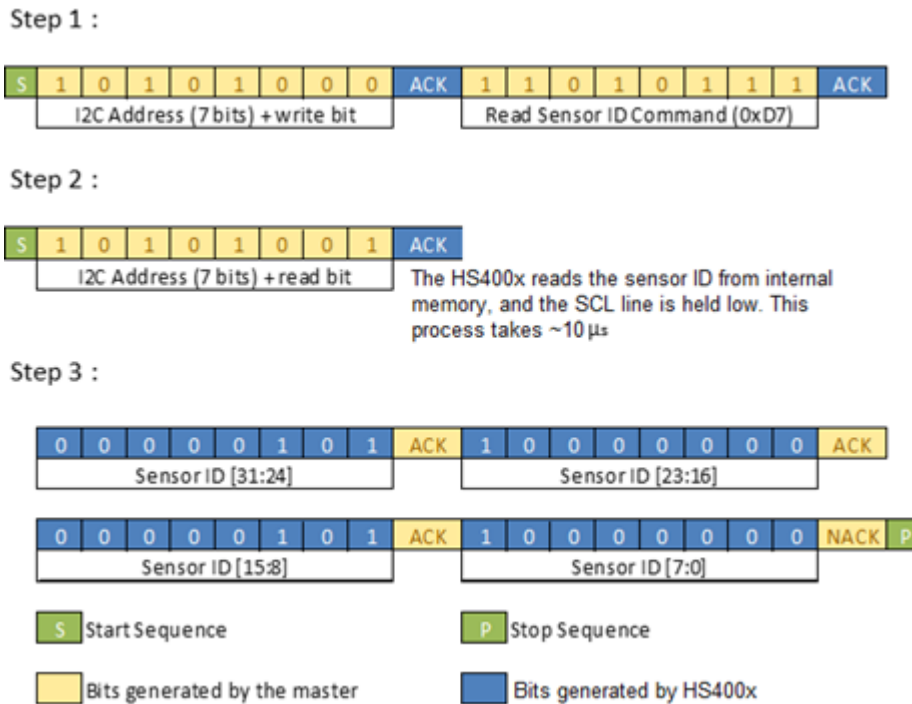 Step 1 :
S 1 0 1 0 1 0 0 0 ACK 1 1 0 1 0 1 1 1 ACK
I2C Address (7 bits) + write bit Read Sensor ID Command (0xD7)
Step 2 :
S 1 0 1 0 1 0 0 1 ACK
I2C Address (7 bits) + read bit
The HS400x reads the sensor ID from internal
memory, and the SCL line is held low. This
process takes ~10 µs
Step 3 :
0 0 0 0 0 1 0 1 ACK 1 0 0 0 0 0 0 0 ACK
Sensor ID [31:24] Sensor ID [23:16]
0 0 0 0 0 1 0 1 ACK 1 0 0 0 0 0 0 0 NACK P
Sensor ID [15:8] Sensor ID [7:0]
S Start Sequence P Stop Sequence
Bits generated by the master Bits generated by HS400x